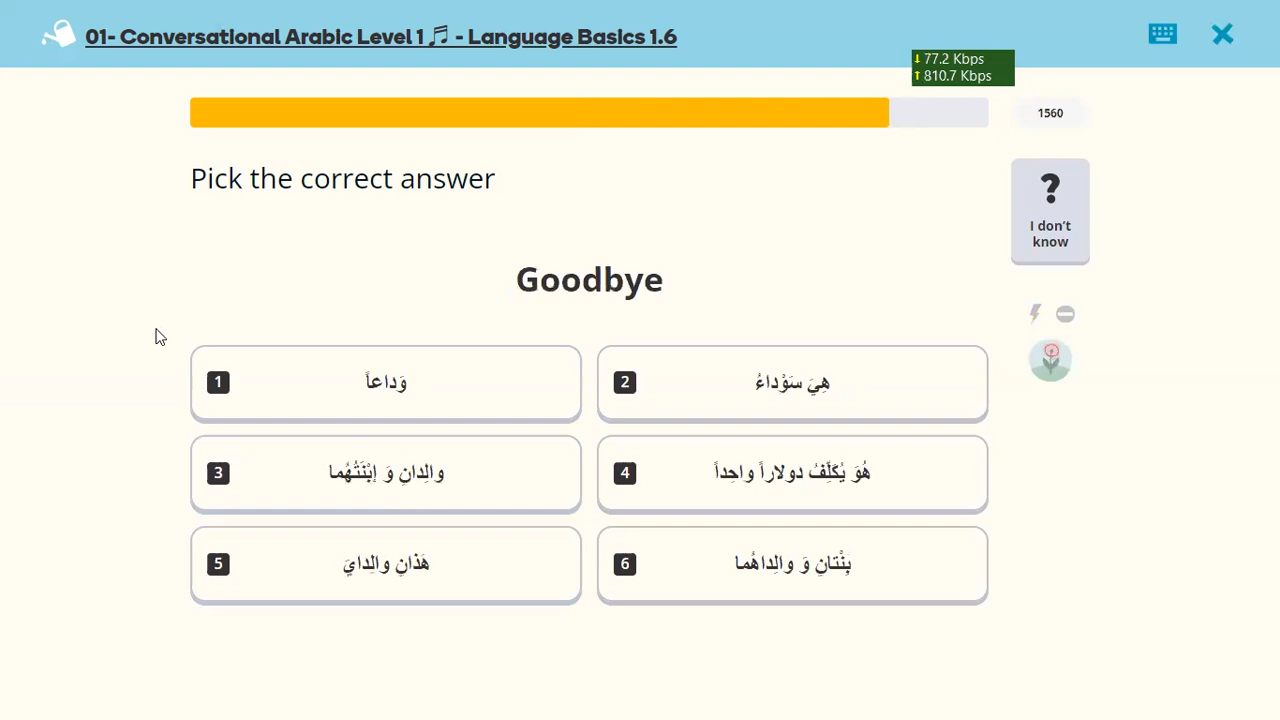 01- Conversational Arabic Level 1 🎵 - Language Basics 1.6
↓ 77.2 Kbps
↑ 810.7 Kbps
1560
Pick the correct answer
?
I don't
know
Goodbye
1 وَداعاً
2 هِيَ سَوْداءُ
3 والِدانِ وَ إبْنَتُهُما
4 هُوَ يُكَلِّفُ دولاراً واحِداً
5 هَذانِ والِدايَ
6 بِنْتانِ وَ والِداهُما